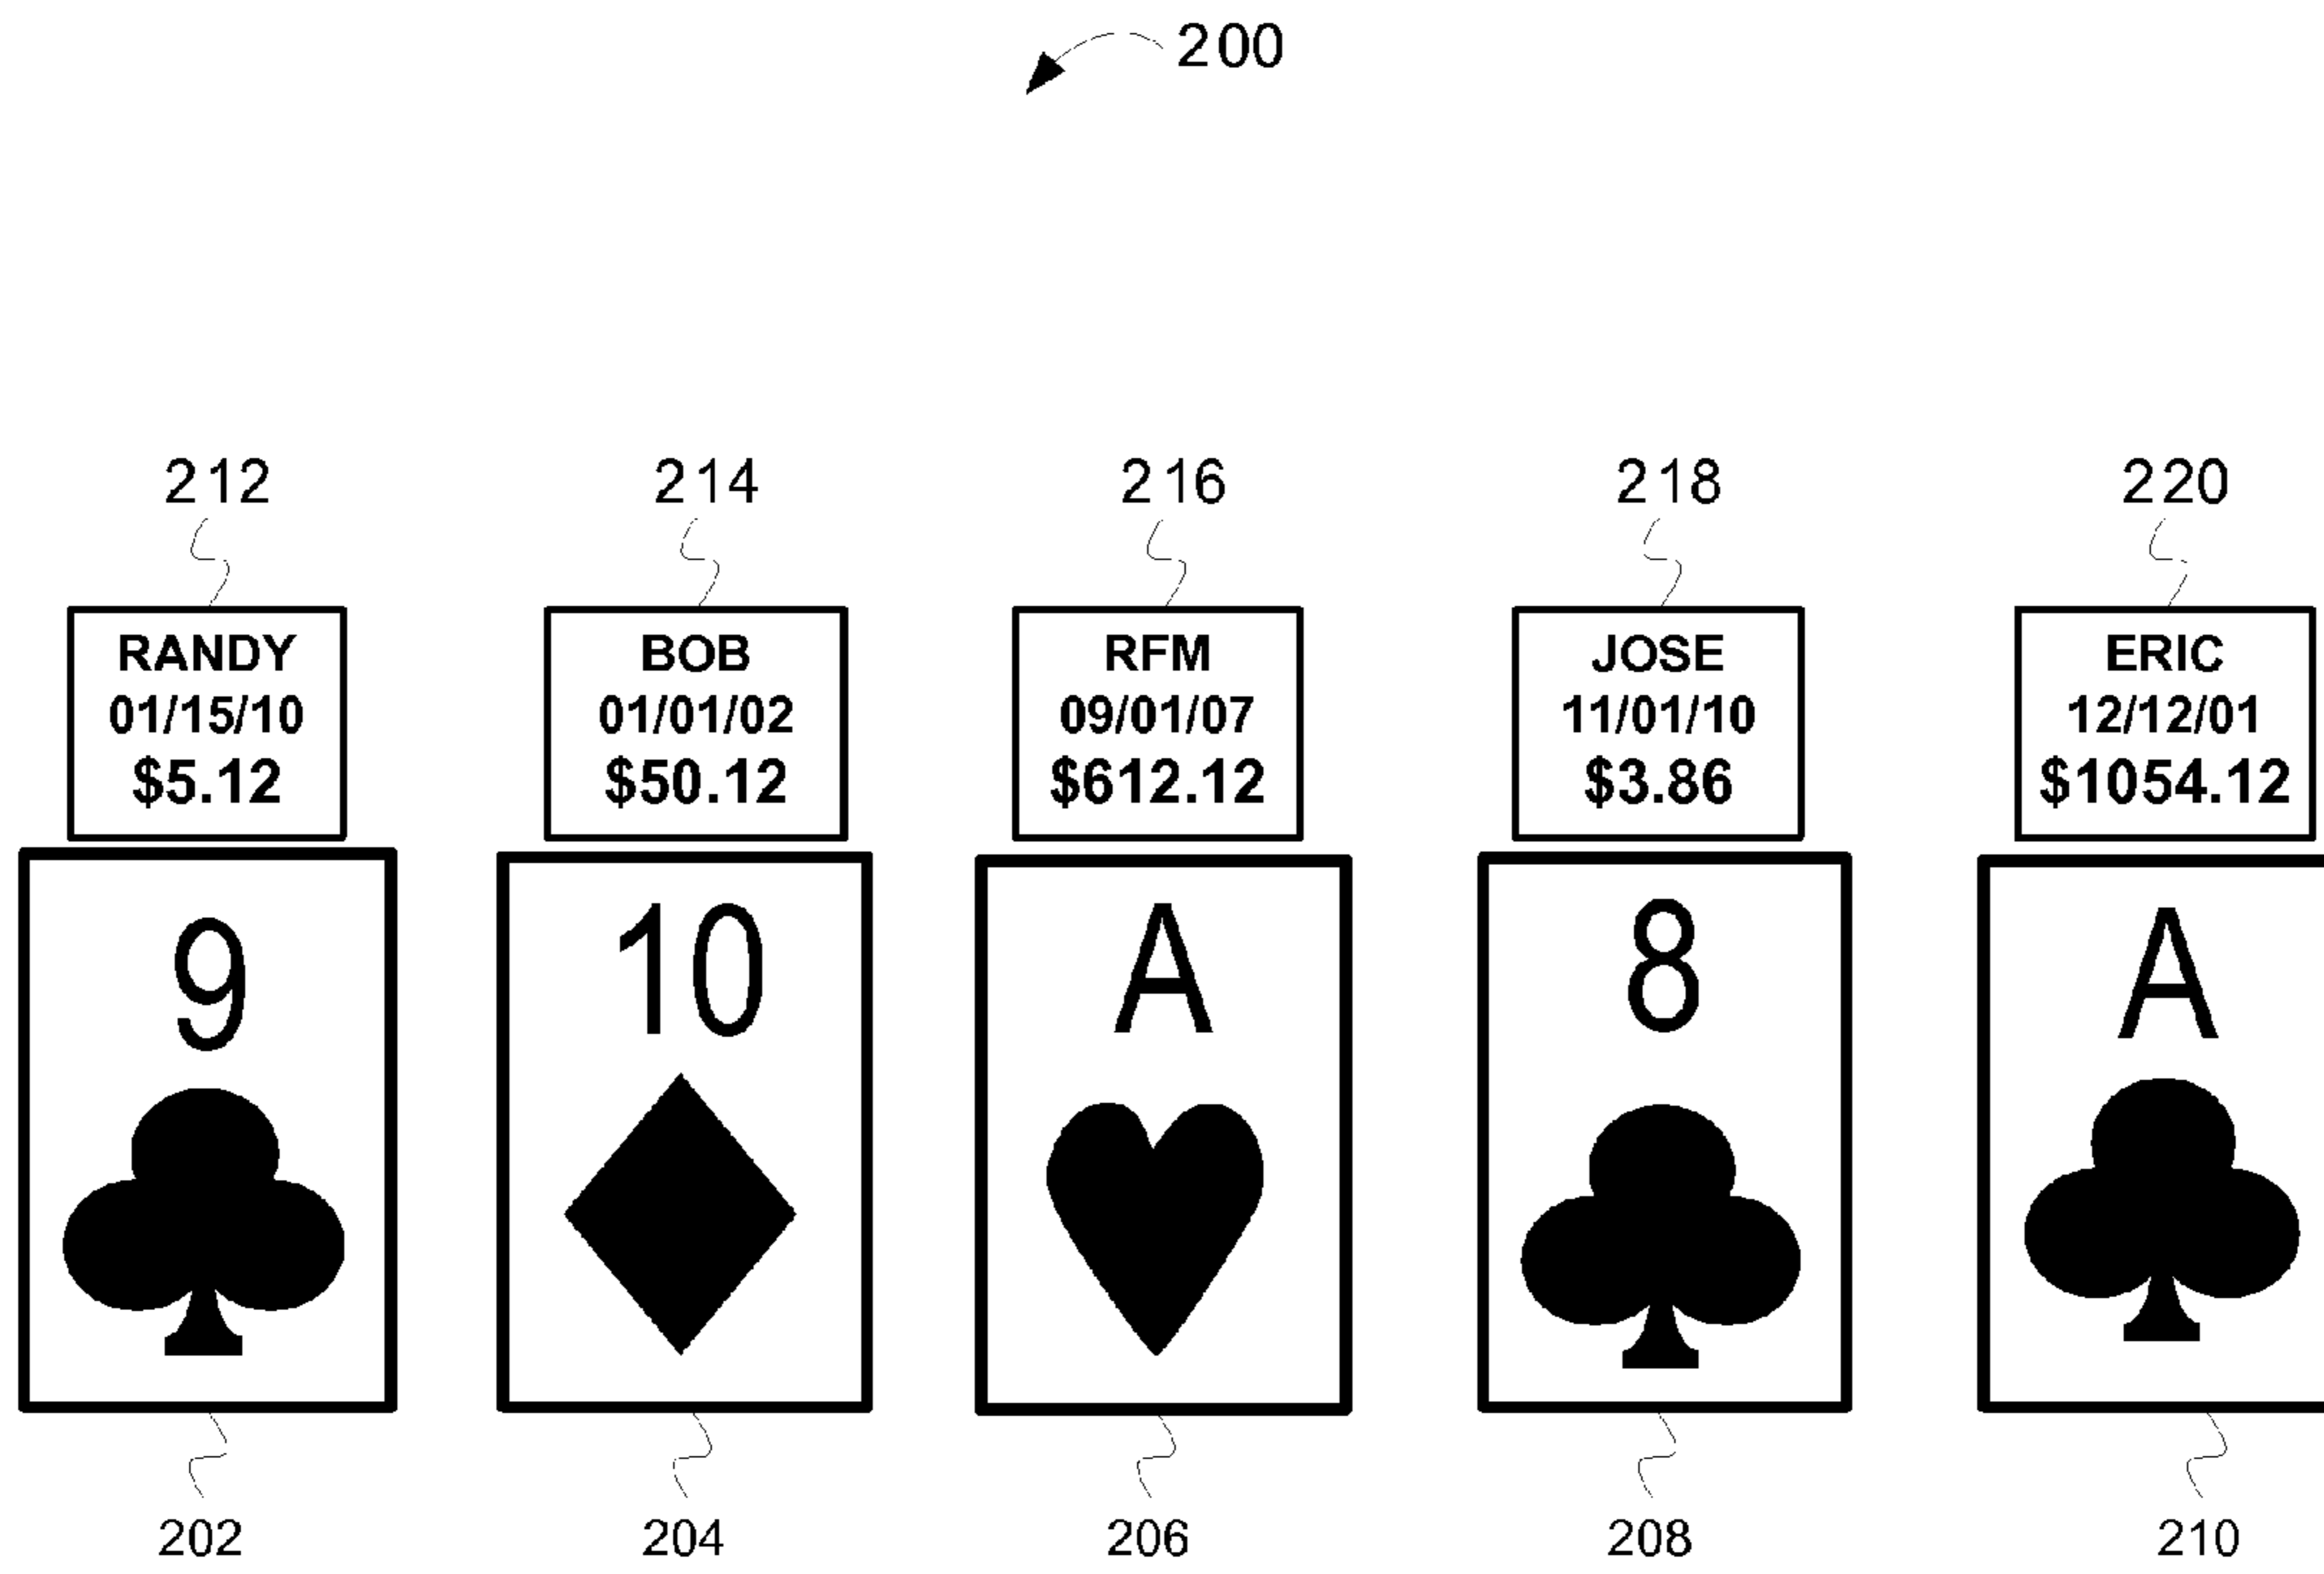 200
212 214 216 218 220
RANDY BOB RFM JOSE ERIC
01/15/10 01/01/02 09/01/07 11/01/10 12/12/01
$5.12 $50.12 $612.12 $3.86 $1054.12
9 10 A 8 A
202 204 206 208 210